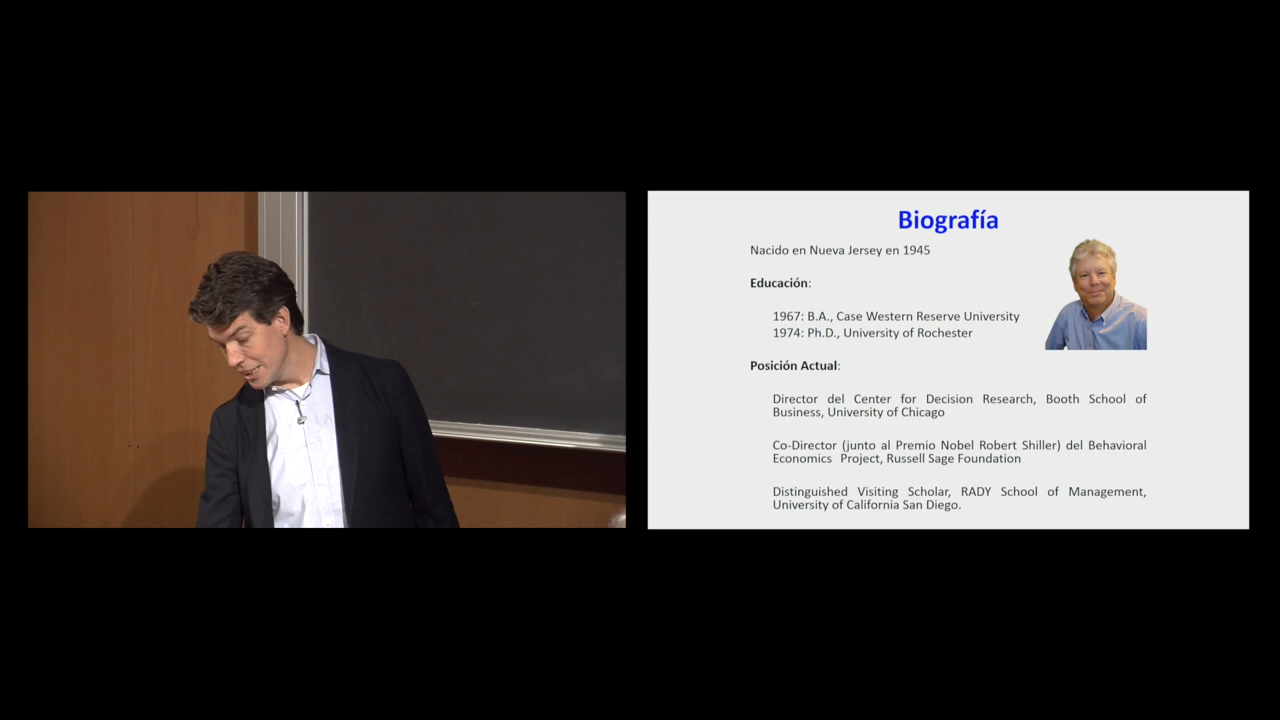 Biografía
Nacido en Nueva Jersey en 1945
Educación:
1967: B.A., Case Western Reserve University
1974: Ph.D., University of Rochester
Posición Actual:
Director del Center for Decision Research, Booth School of
Business, University of Chicago
Co-Director (junto al Premio Nobel Robert Shiller) del Behavioral
Economics Project, Russell Sage Foundation
Distinguished Visiting Scholar, RADY School of Management,
University of California San Diego.